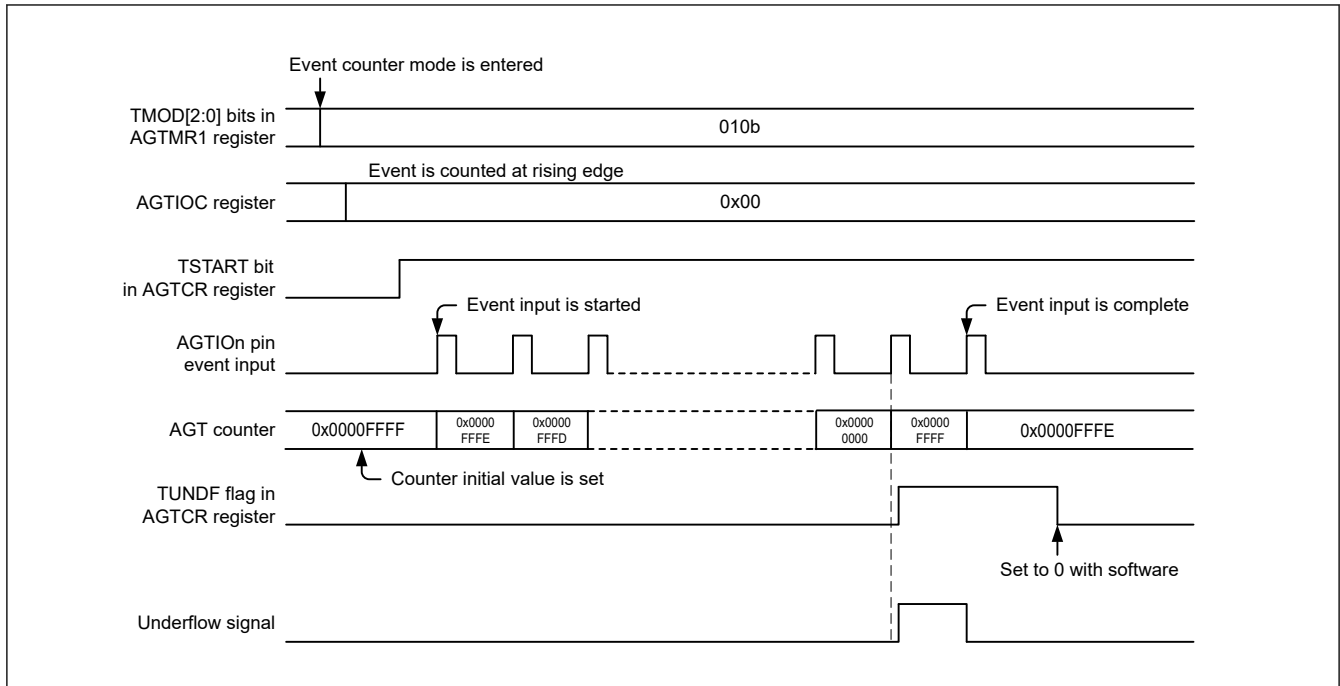 Event counter mode is entered
TMOD[2:0] bits in
AGTMR1 register
010b
Event is counted at rising edge
AGTIOC register
0x00
TSTART bit
in AGTCR register
Event input is started
Event input is complete
AGTIOn pin
event input
AGT counter
0x0000FFFF
0x0000
FFFE
0x0000
FFFD
0x0000
0000
0x0000
FFFF
0x0000FFFE
Counter initial value is set
TUNDF flag in
AGTCR register
Set to 0 with software
Underflow signal